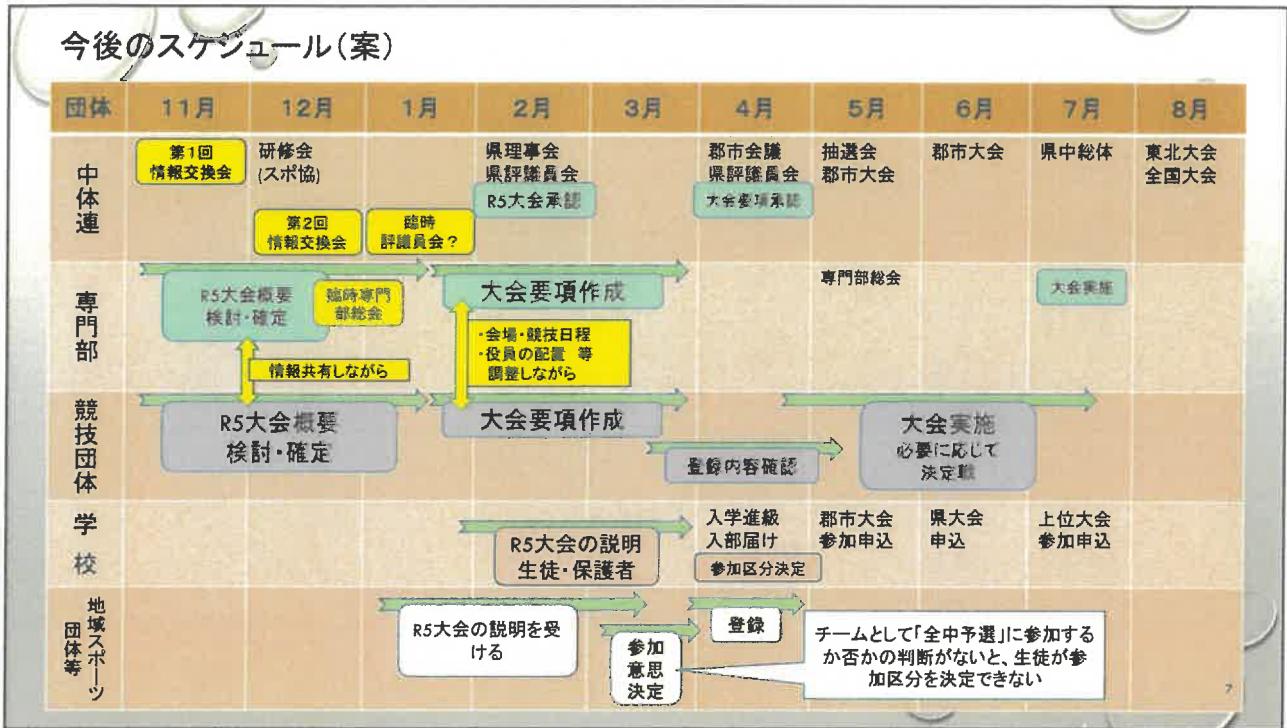 今後のスケジュール(案)
団体 11月 12月 1月 2月 3月 4月 5月 6月 7月 8月
中体連
第1回
情報交換会
研修会
(スポ協)
第2回
情報交換会
臨時
評議員会?
県理事会
県評議員会
R5大会承認
郡市会議
県評議員会
大会要項承認
抽選会
郡市大会
郡市大会
県中総体
東北大会
全国大会
専門部
R5大会概要
検討・確定
臨時専門
部総会
情報共有しながら
大会要項作成
・会場・競技日程
・役員の配置 等
調整しながら
専門部総会
大会実施
競技団体
R5大会概要
検討・確定
大会要項作成
登録内容確認
大会実施
必要に応じて
決定戦
学校
R5大会の説明
生徒・保護者
入学進級
入部届け
参加区分決定
郡市大会
参加申込
県大会
申込
上位大会
参加申込
地域スポーツ
団体等
R5大会の説明を受
ける
参加
意思
決定
登録
チームとして「全中予選」に参加する
か否かの判断がないと、生徒が参
加区分を決定できない
7